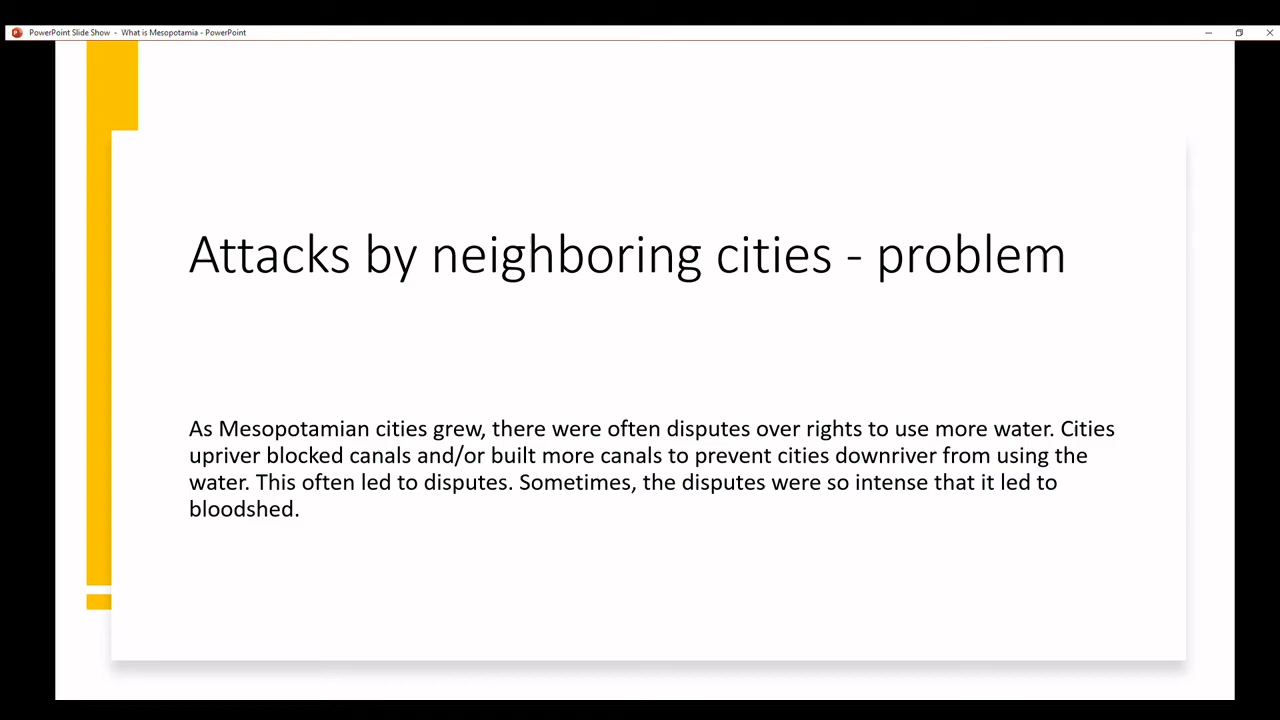 PowerPoint Slide Show - What is Mesopotamia - PowerPoint
Attacks by neighboring cities - problem
As Mesopotamian cities grew, there were often disputes over rights to use more water. Cities
upriver blocked canals and/or built more canals to prevent cities downriver from using the
water. This often led to disputes. Sometimes, the disputes were so intense that it led to
bloodshed.